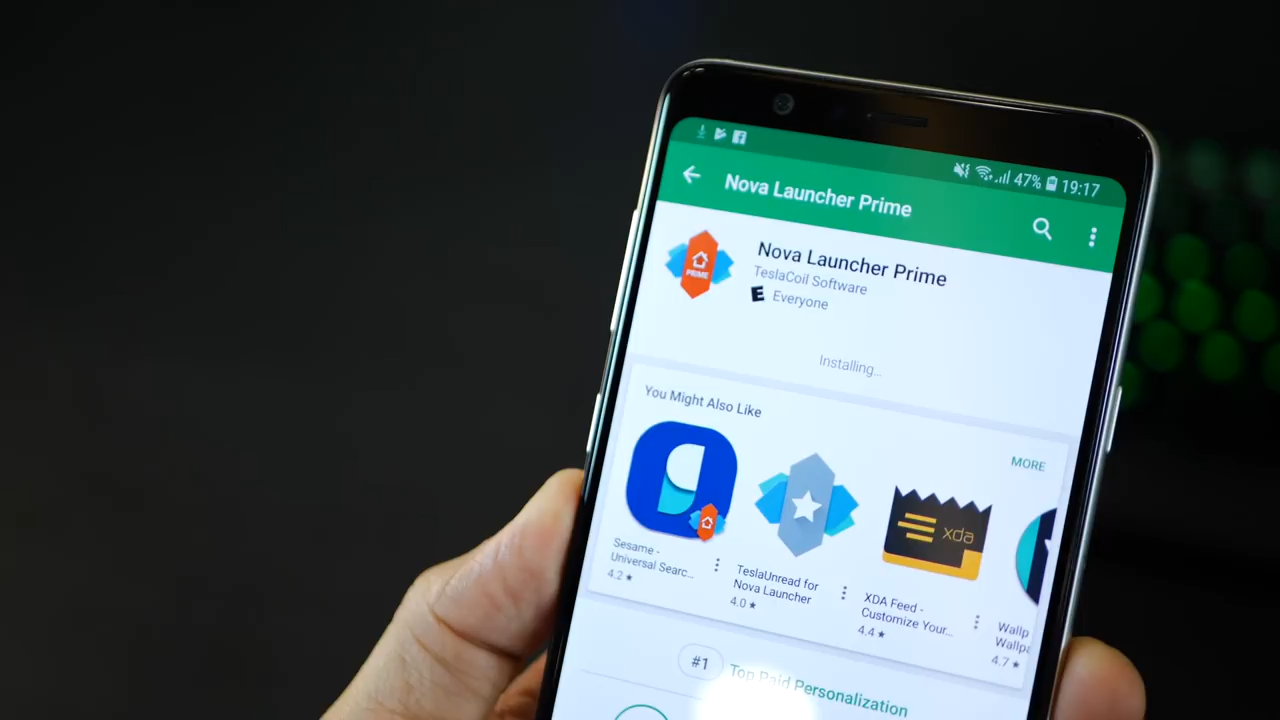 47% 19:17
Nova Launcher Prime
PRIME
Nova Launcher Prime
TeslaCoil Software
E Everyone
Installing...
You Might Also Like
MORE
xda
Sesame -
Universal Searc...
4.2 ★
TeslaUnread for
Nova Launcher
4.0 ★
XDA Feed -
Customize Your...
4.4 ★
Wallp
Wallpa
4.7 ★
#1
Top Paid Personalization